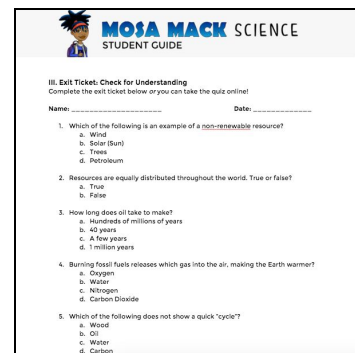 MOSA MACK SCIENCE
STUDENT GUIDE
III. Exit Ticket: Check for Understanding
Complete the exit ticket below or you can take the quiz online!
Name: ____________________ Date: _____________
1. Which of the following is an example of a non-renewable resource?
a. Wind
b. Solar (Sun)
c. Trees
d. Petroleum
2. Resources are equally distributed throughout the world. True or false?
a. True
b. False
3. How long does oil take to make?
a. Hundreds of millions of years
b. 40 years
c. A few years
d. 1 million years
4. Burning fossil fuels releases which gas into the air, making the Earth warmer?
a. Oxygen
b. Water
c. Nitrogen
d. Carbon Dioxide
5. Which of the following does not show a quick "cycle"?
a. Wood
b. Oil
c. Water
d. Carbon